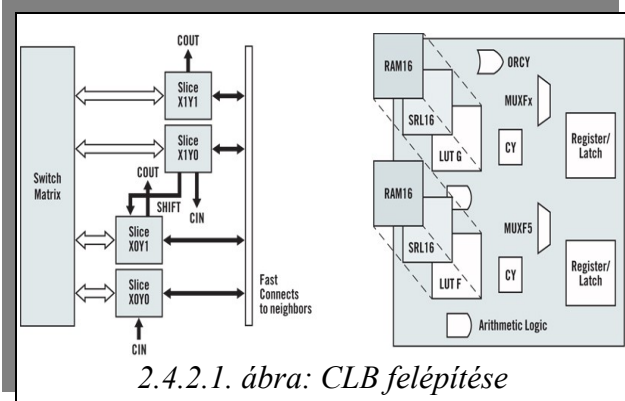 COUT
Slice
X1Y1
Slice
X1Y0
COUT
SHIFT
CIN
Switch
Matrix
Slice
X0Y1
Slice
X0Y0
CIN
Fast
Connects
to neighbors
RAM16
ORCY
SRL16
MUXFx
LUT G
CY
Register/
Latch
RAM16
SRL16
MUXF5
LUT F
CY
Register/
Latch
Arithmetic Logic
2.4.2.1. ábra: CLB felépítése